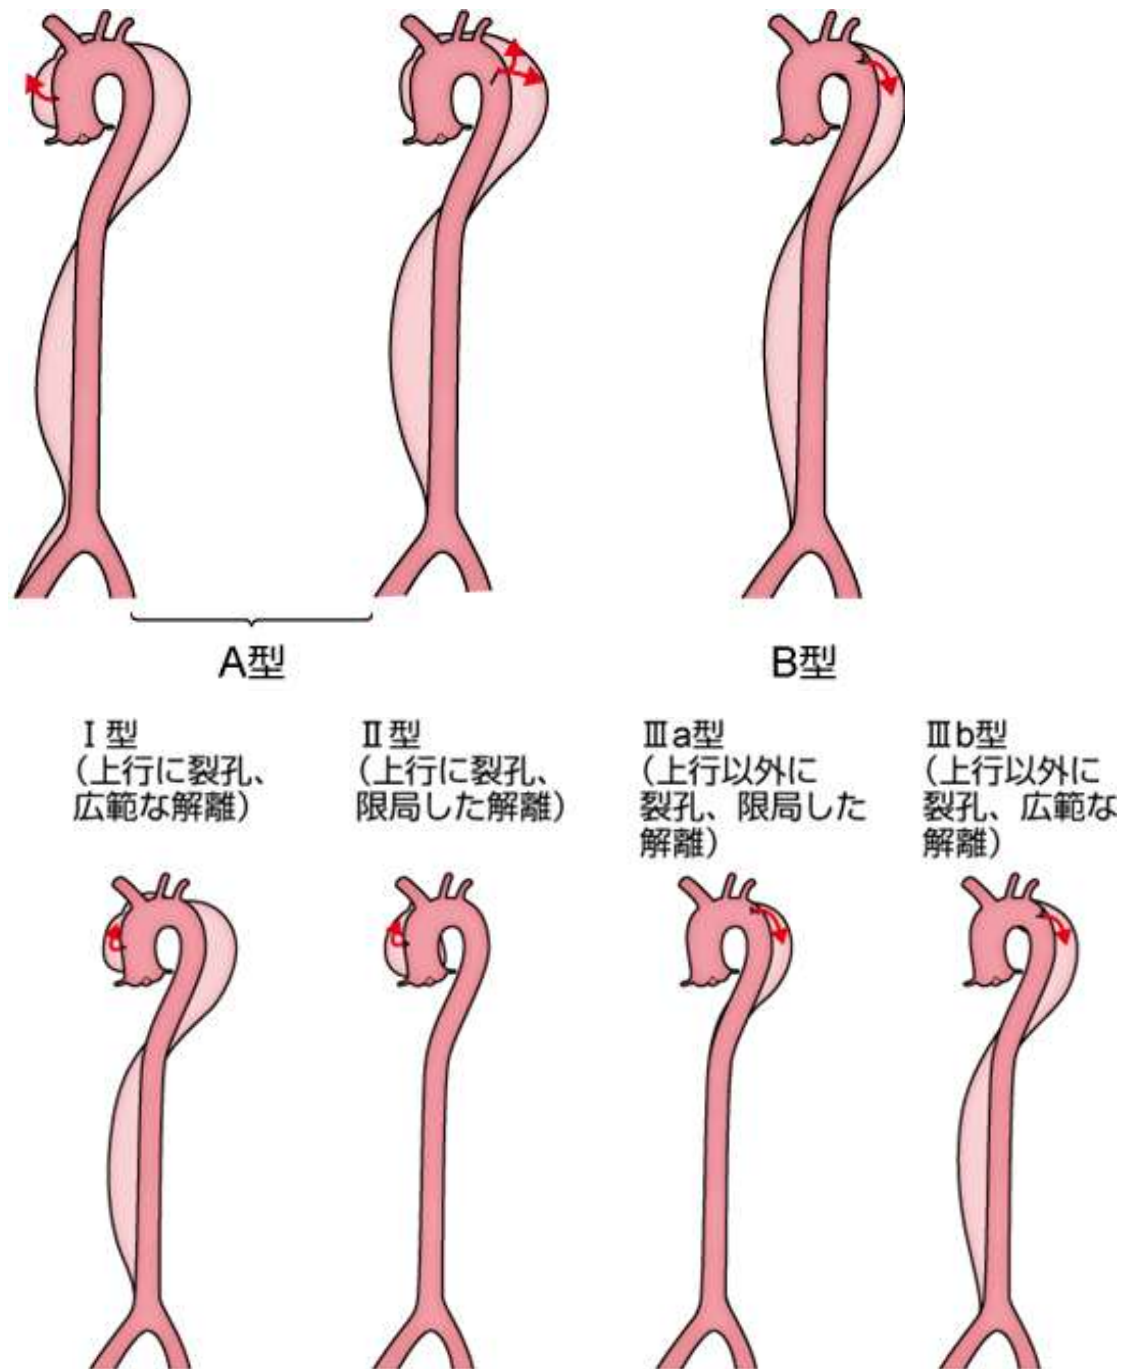 A型
B型
Ⅰ型
(上行に裂孔、
広範な解離)
Ⅱ型
(上行に裂孔、
限局した解離)
Ⅲa型
(上行以外に
裂孔、限局した
解離)
Ⅲb型
(上行以外に
裂孔、広範な
解離)